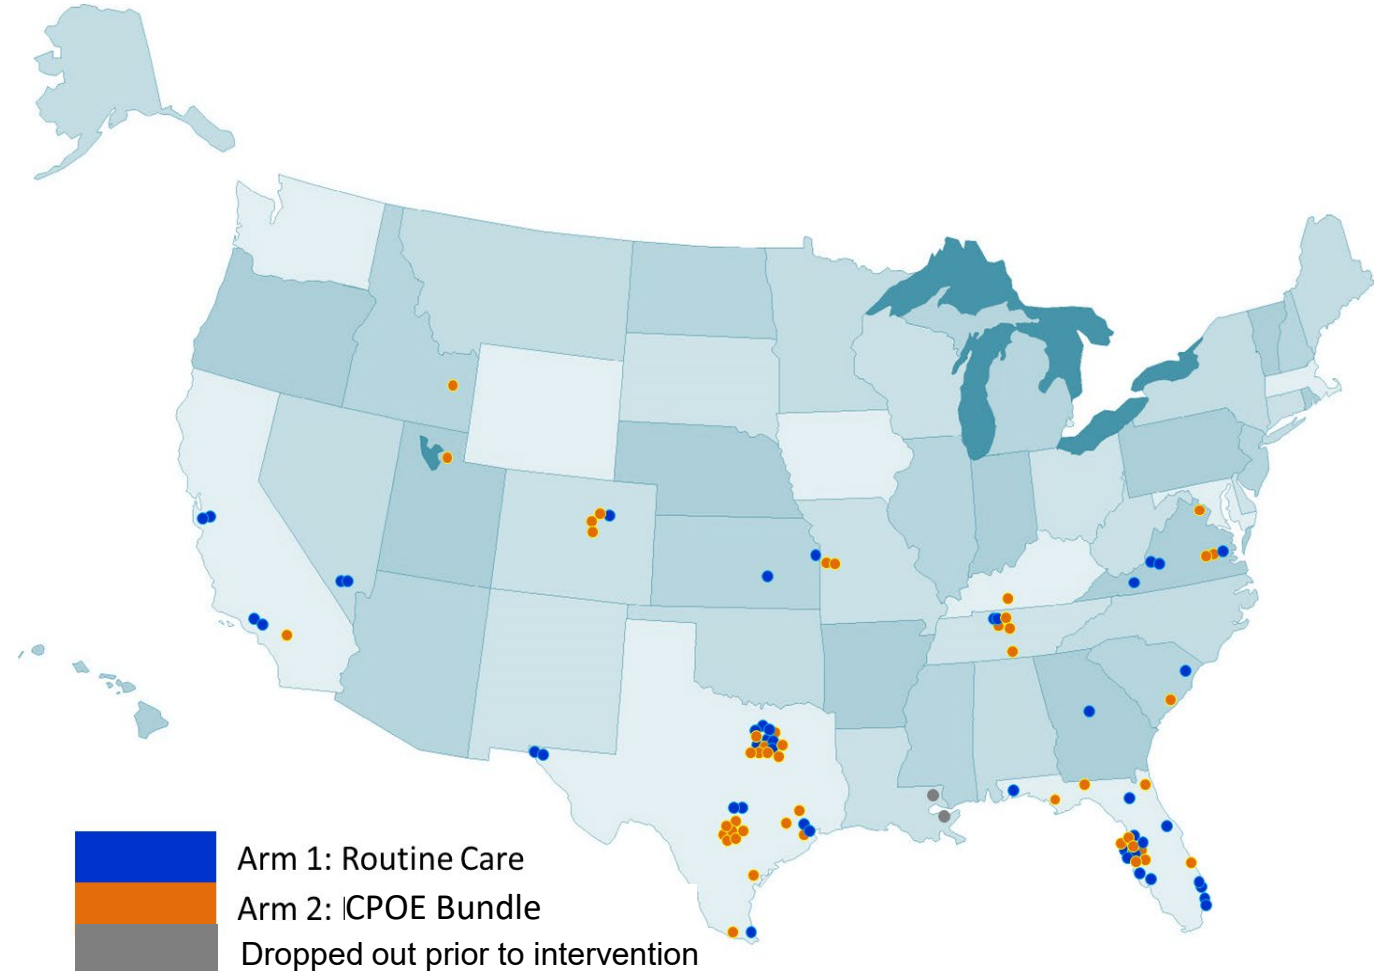 Arm 1: Routine Care
Arm 2: CPOE Bundle
Dropped out prior to intervention